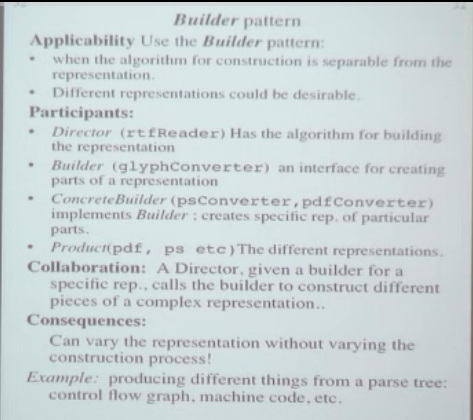 Builder pattern
Applicability Use the Builder pattern:
• when the algorithm for construction is separable from the
representation.
• Different representations could be desirable.
Participants:
• Director (rtfReader) Has the algorithm for building
the representation
• Builder (glyphConverter) an interface for creating
parts of a representation
• ConcreteBuilder (psConverter,pdfConverter)
implements Builder : creates specific rep. of particular
parts.
• Product(pdf, ps etc)The different representations.
Collaboration: A Director, given a builder for a
specific rep., calls the builder to construct different
pieces of a complex representation..
Consequences:
Can vary the representation without varying the
construction process!
Example: producing different things from a parse tree:
control flow graph, machine code, etc.